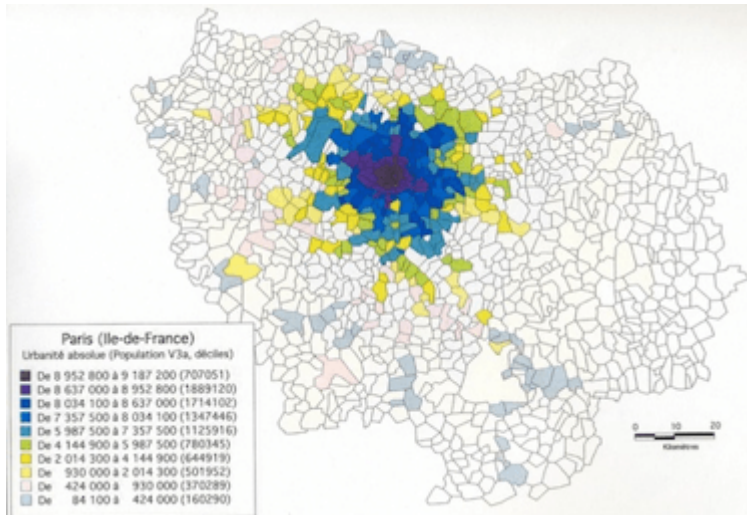 Paris (Ile-de-France)
Urbanité absolue (Population V3a, déciles)
De 8 952 800 à 9 187 200 (707051)
De 8 637 000 à 8 952 800 (1889120)
De 8 034 100 à 8 637 000 (1714102)
De 7 357 500 à 8 034 100 (1347446)
De 5 987 500 à 7 357 500 (1125916)
De 4 144 900 à 5 987 500 (780345)
De 2 014 300 à 4 144 900 (644919)
De 930 000 à 2 014 300 (501952)
De 424 000 à 930 000 (370289)
De 84 100 à 424 000 (160290)
0 10 20
Kilomètres